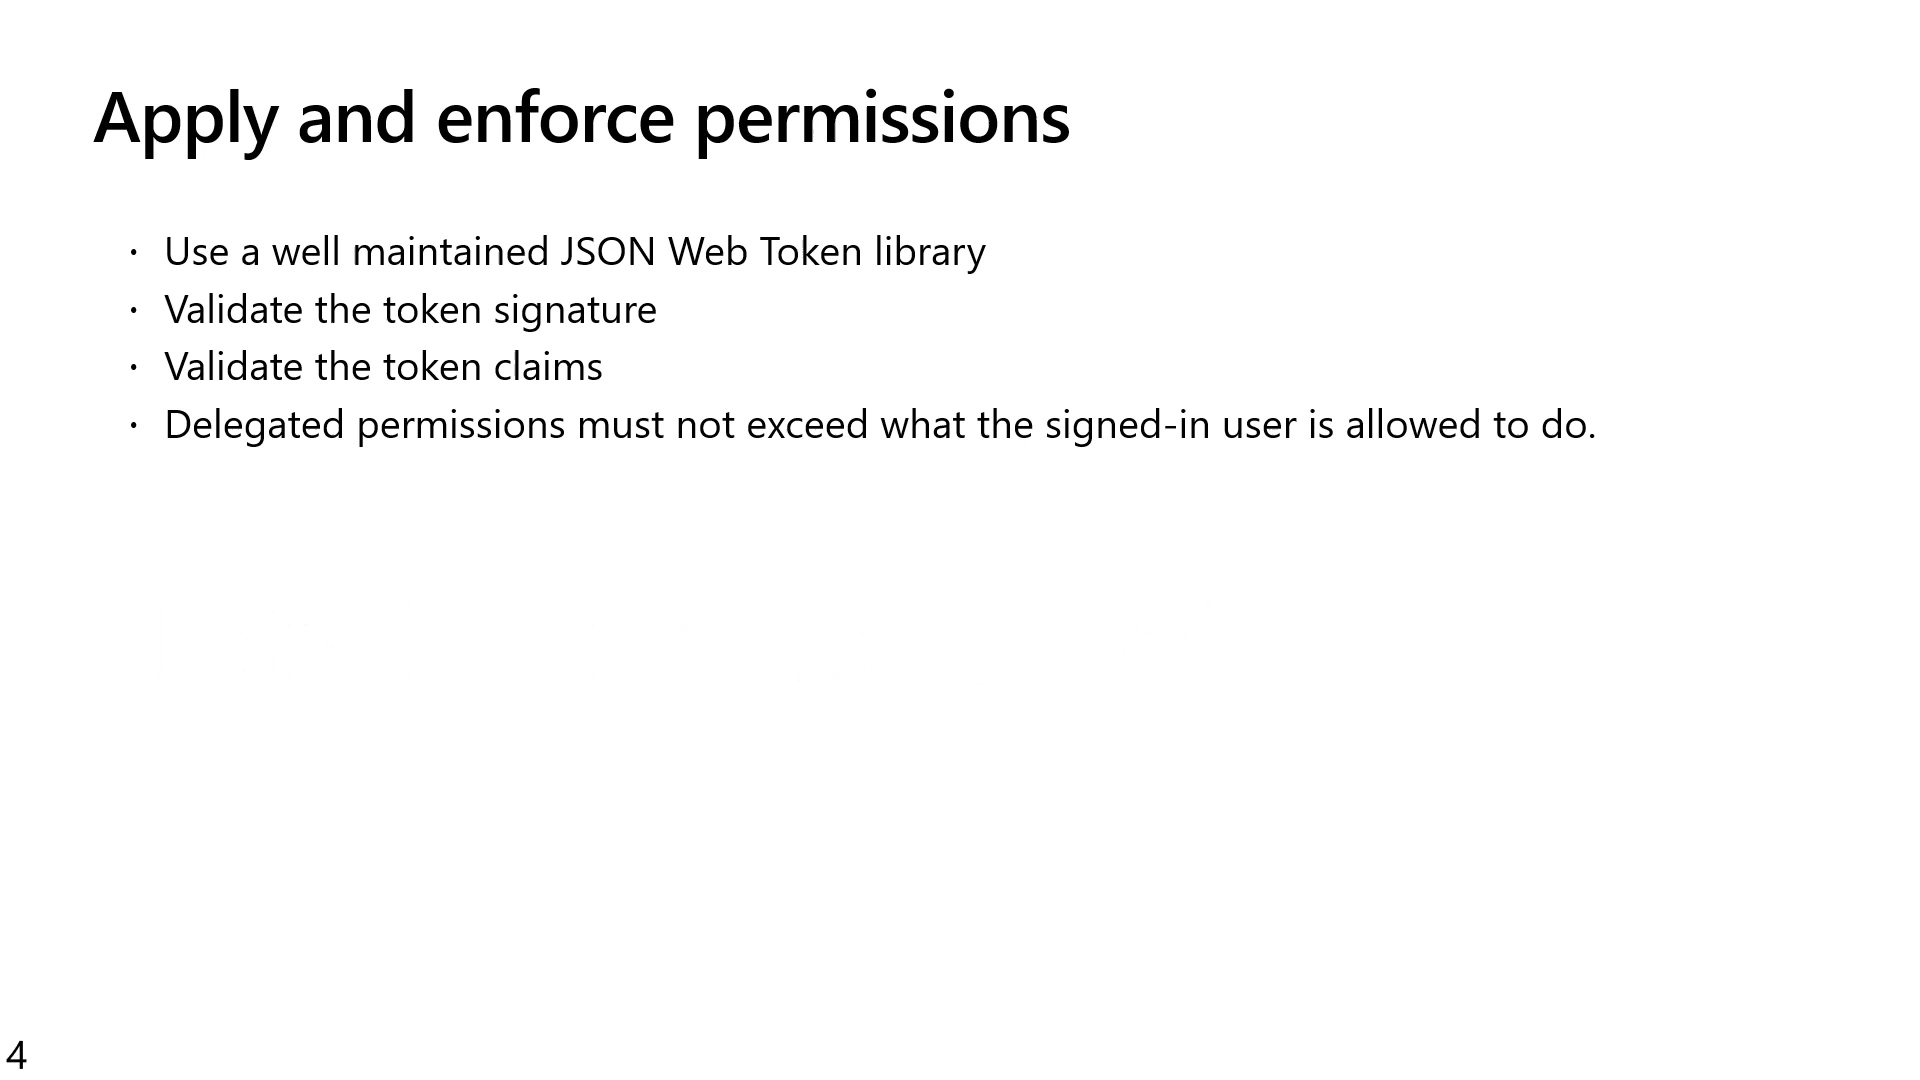 Apply and enforce permissions
· Use a well maintained JSON Web Token library
· Validate the token signature
· Validate the token claims
· Delegated permissions must not exceed what the signed-in user is allowed to do.
4